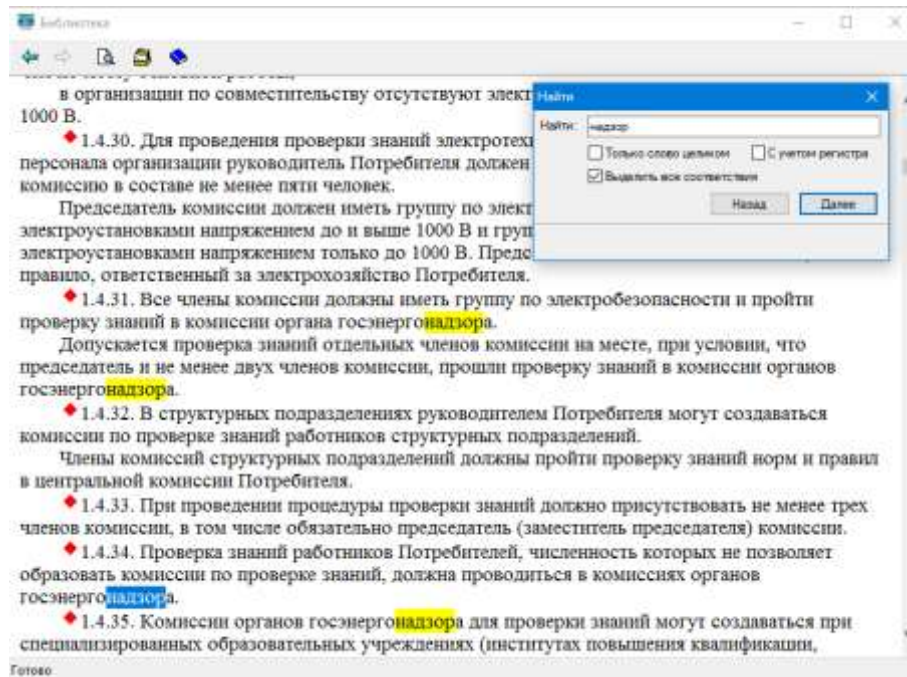 Библиотека
в организации по совместительству отсутствуют элект
1000 В.
1.4.30. Для проведения проверки знаний электротех
персонала организации руководитель Потребителя должен
комиссию в составе не менее пяти человек.
Председатель комиссии должен иметь группу по элект
электроустановками напряжением до и выше 1000 В и груп
электроустановками напряжением только до 1000 В. Предс
правило, ответственный за электрохозяйство Потребителя.
1.4.31. Все члены комиссии должны иметь группу по электробезопасности и пройти
проверку знаний в комиссии органа госэнергонадзора.
Допускается проверка знаний отдельных членов комиссии на месте, при условии, что
председатель и не менее двух членов комиссии, прошли проверку знаний в комиссии органов
госэнергонадзора.
1.4.32. В структурных подразделениях руководителем Потребителя могут создаваться
комиссии по проверке знаний работников структурных подразделений.
Члены комиссий структурных подразделений должны пройти проверку знаний норм и правил
в центральной комиссии Потребителя.
1.4.33. При проведении процедуры проверки знаний должно присутствовать не менее трех
членов комиссии, в том числе обязательно председатель (заместитель председателя) комиссии.
1.4.34. Проверка знаний работников Потребителей, численность которых не позволяет
образовать комиссии по проверке знаний, должна проводиться в комиссиях органов
госэнергонадзора.
1.4.35. Комиссии органов госэнергонадзора для проверки знаний могут создаваться при
специализированных образовательных учреждениях (институтах повышения квалификации,
Готово
Найти
Найти: надзор
Только слово целиком С учетом регистра
Выделить все соответствия
Назад Далее